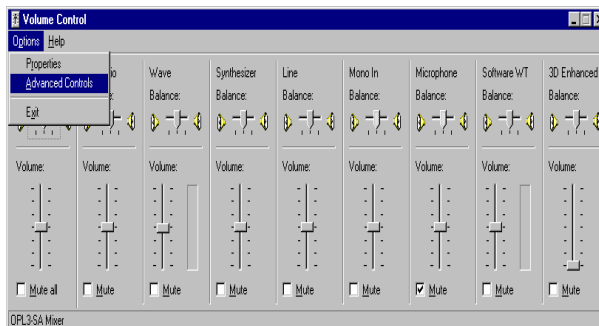 Volume Control
Options Help
Properties
Advanced Controls
Exit
Wave Synthesizer Line Mono In Microphone Software WT 3D Enhanced
Balance: Balance: Balance: Balance: Balance: Balance: Balance:
Volume: Volume: Volume: Volume: Volume: Volume: Volume: Volume: Volume:
Mute all Mute Mute Mute Mute Mute Mute Mute Mute
OPL3-SA Mixer